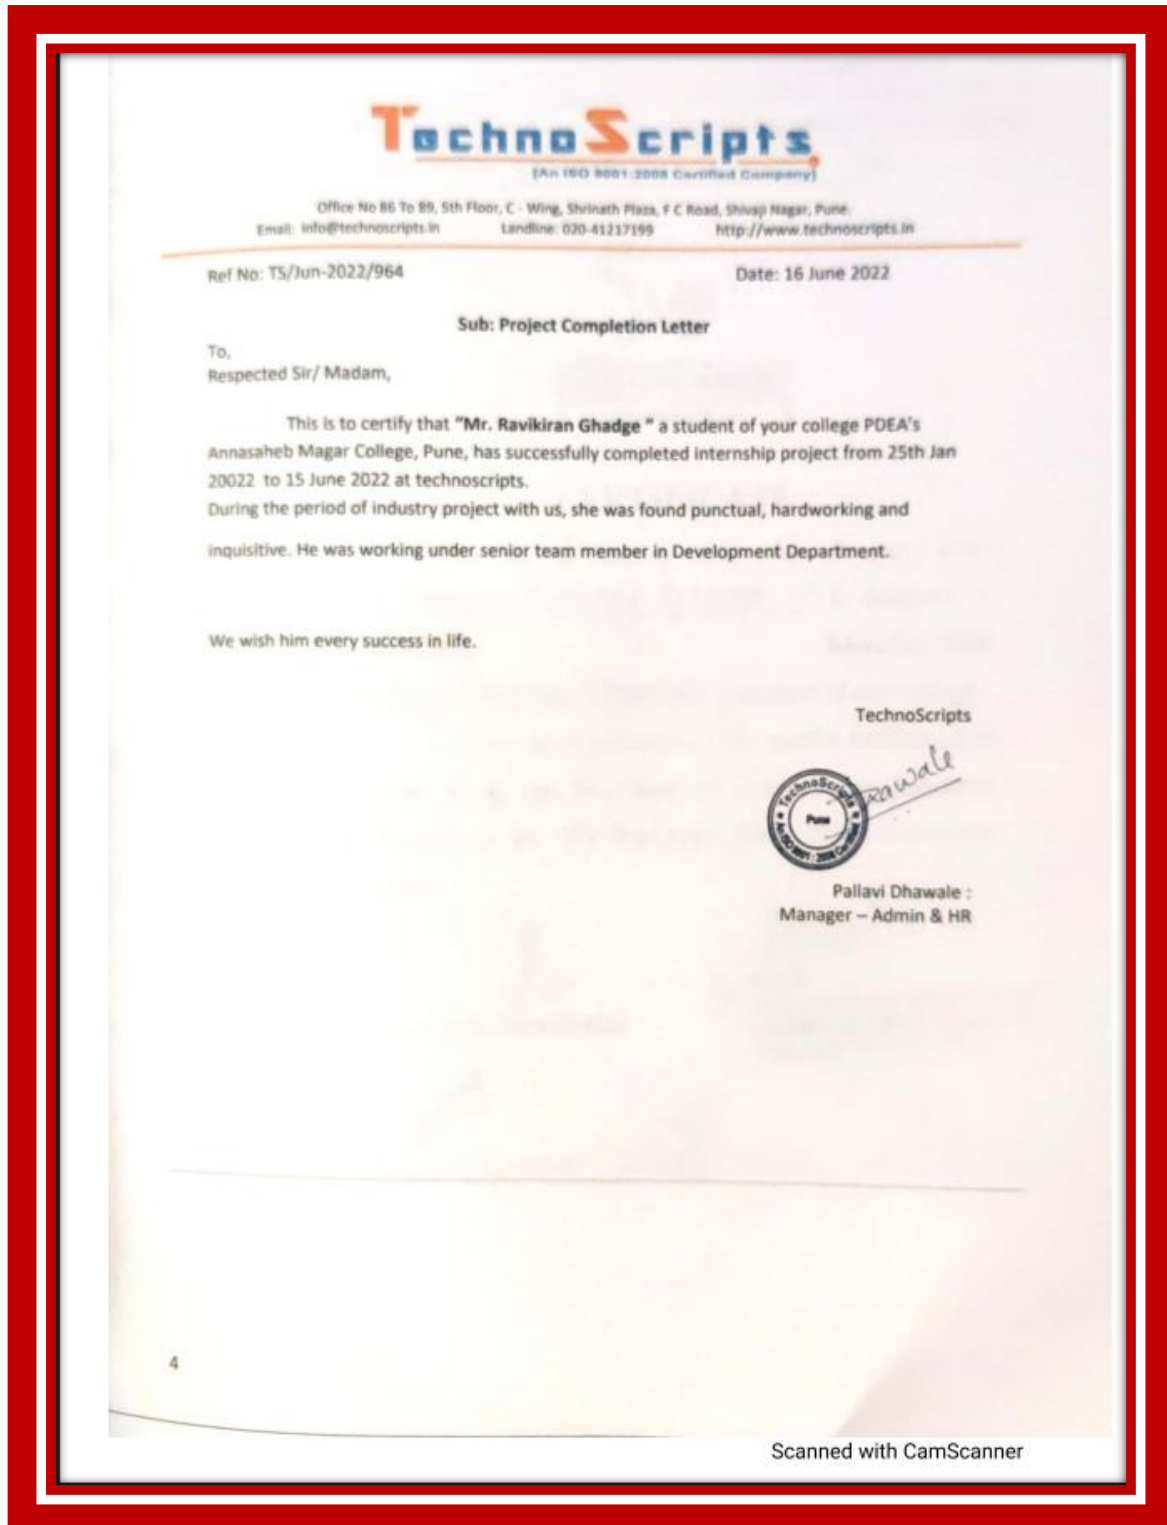 TechnoScripts
[An ISO 9001:2008 Certified Company]
Office No 86 To 89, 5th Floor, C - Wing, Shrinath Plaza, F C Road, Shivaji Nagar, Pune.
Email: info@technoscripts.in Landline: 020-41217199 http://www.technoscripts.in
Ref No: TS/Jun-2022/964 Date: 16 June 2022
Sub: Project Completion Letter
To,
Respected Sir/ Madam,
This is to certify that "Mr. Ravikiran Ghadge " a student of your college PDEA's
Annasaheb Magar College, Pune, has successfully completed internship project from 25th Jan
20022 to 15 June 2022 at technoscripts.
During the period of industry project with us, she was found punctual, hardworking and
inquisitive. He was working under senior team member in Development Department.
We wish him every success in life.
TechnoScripts
TechnoScripts
Pune
An ISO 9001 : 2008 Certified
Pallavi Dhawale :
Manager – Admin & HR
4
Scanned with CamScanner